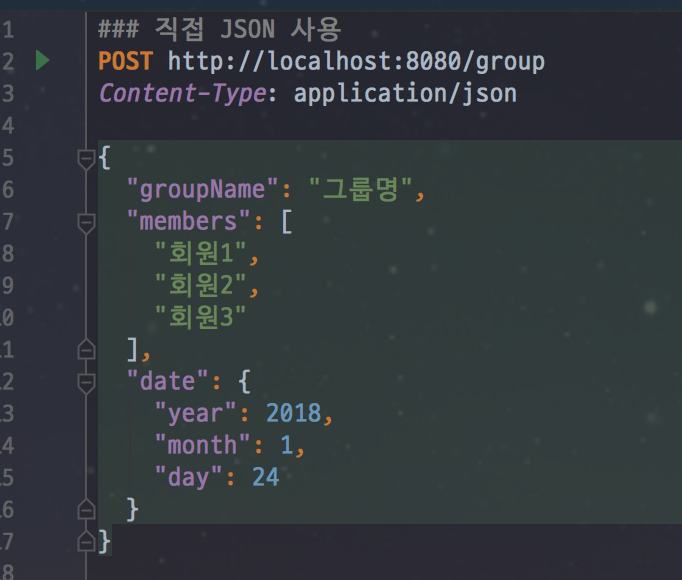 1 ### 직접 JSON 사용
2 POST http://localhost:8080/group
3 Content-Type: application/json
4
5 {
6 "groupName": "그룹명",
7 "members": [
8 "회원1",
9 "회원2",
10 "회원3"
11 ],
12 "date": {
13 "year": 2018,
14 "month": 1,
15 "day": 24
16 }
17 }
18